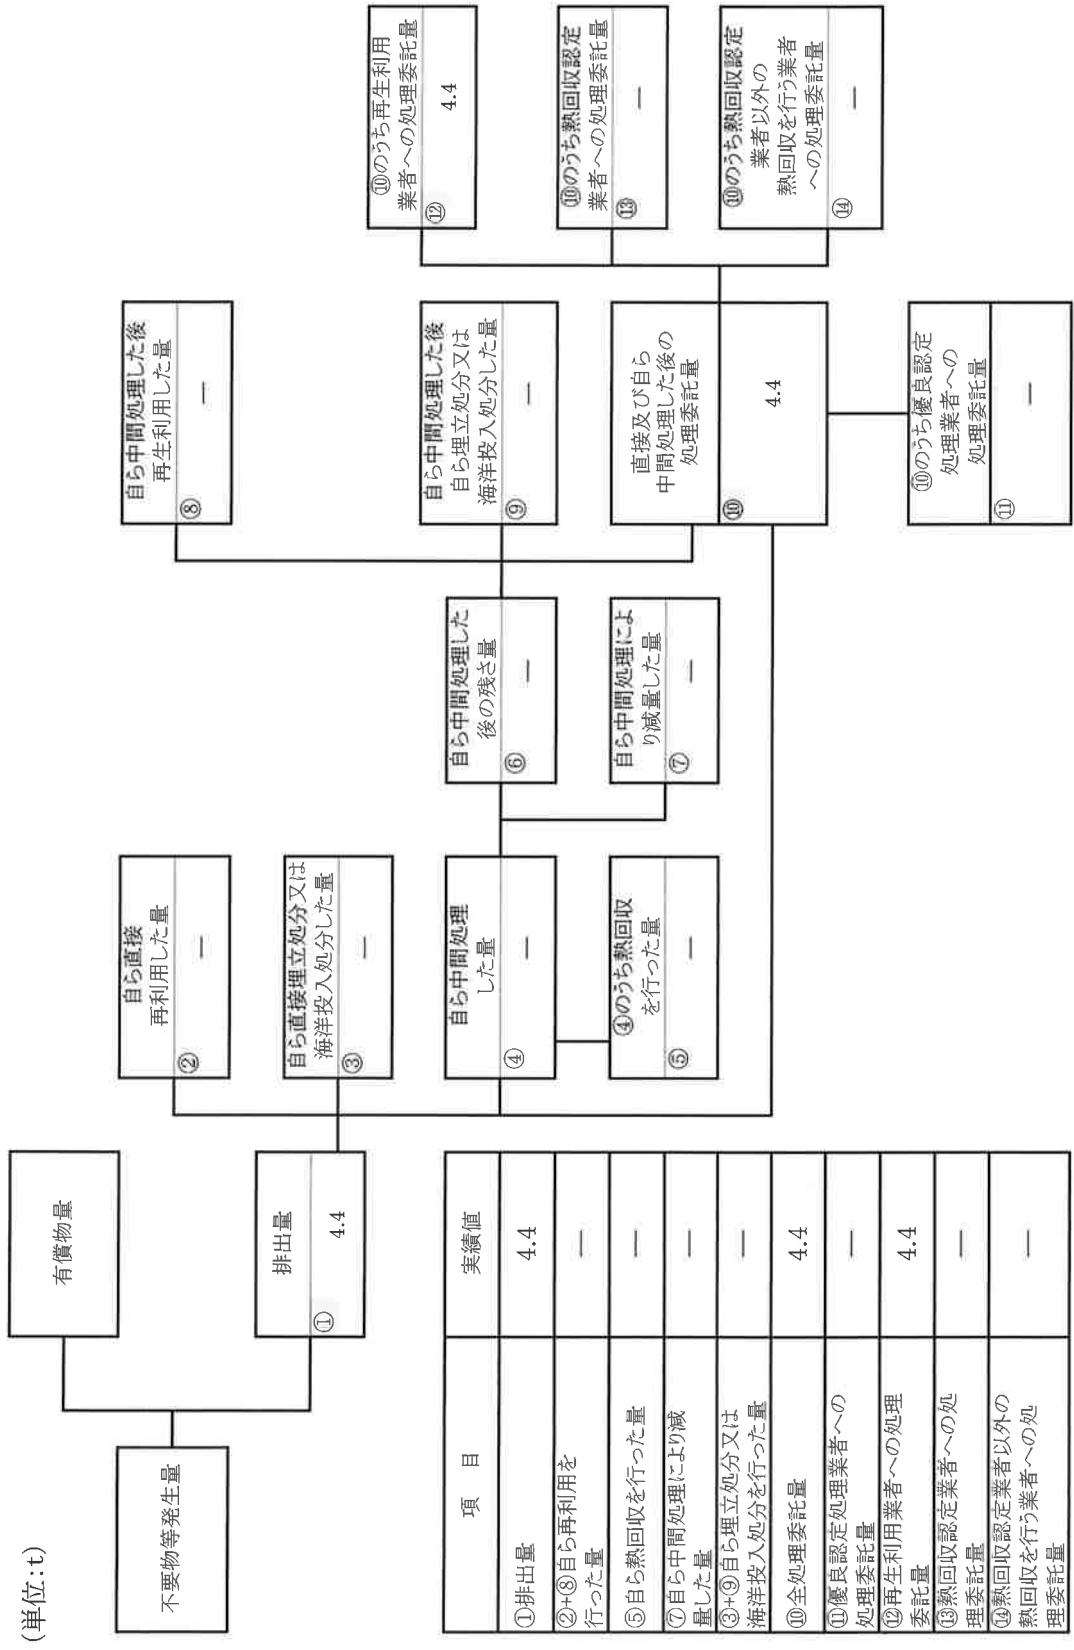 (単位:t)
不要物等発生量
有償物量
排出量
①
4.4
自ら直接
再利用した量
②
—
自ら直接埋立処分又は
海洋投入処分した量
③
—
自ら中間処理
した量
④
—
④のうち熱回収
を行った量
⑤
—
自ら中間処理した
後の残さ量
⑥
—
自ら中間処理によ
り減量した量
⑦
—
自ら中間処理した後
再生利用した量
⑧
—
自ら中間処理した後
自ら埋立処分又は
海洋投入処分した量
⑨
—
直接及び自ら
中間処理した後の
処理委託量
⑩
4.4
⑩のうち優良認定
処理業者への
処理委託量
⑪
—
⑩のうち再生利用
業者への処理委託量
⑫
4.4
⑩のうち熱回収認定
業者への処理委託量
⑬
—
⑩のうち熱回収認定
業者以外の
熱回収を行う業者
への処理委託量
⑭
—
項 目 実績値
①排出量 4.4
②+⑧自ら再利用を
行った量 —
⑤自ら熱回収を行った量 —
⑦自ら中間処理により減
量した量 —
③+⑨自ら埋立処分又は
海洋投入処分を行った量 —
⑩全処理委託量 4.4
⑪優良認定処理業者への
処理委託量 —
⑫再生利用業者への処理
委託量 4.4
⑬熱回収認定業者への処
理委託量 —
⑭熱回収認定業者以外の
熱回収を行う業者への処
理委託量 —